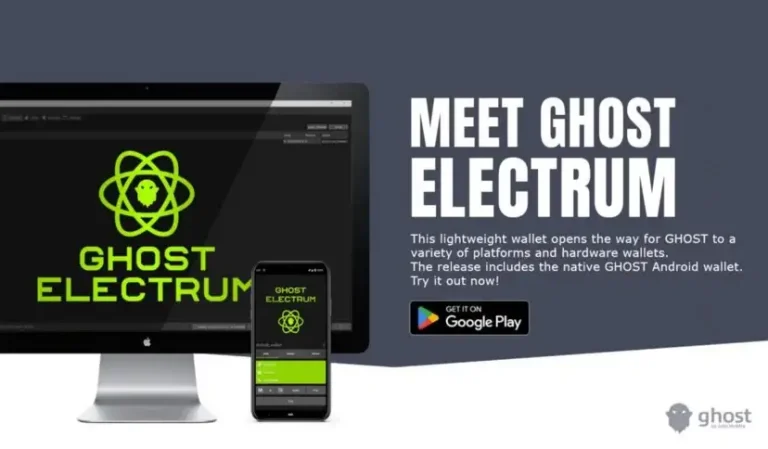 MEET GHOST
ELECTRUM
This lightweight wallet opens the way for GHOST to a
variety of platforms and hardware wallets.
The release includes the native GHOST Android wallet.
Try it out now!
GET IT ON
Google Play
GHOST
ELECTRUM
GHOST
ELECTRUM
ghost